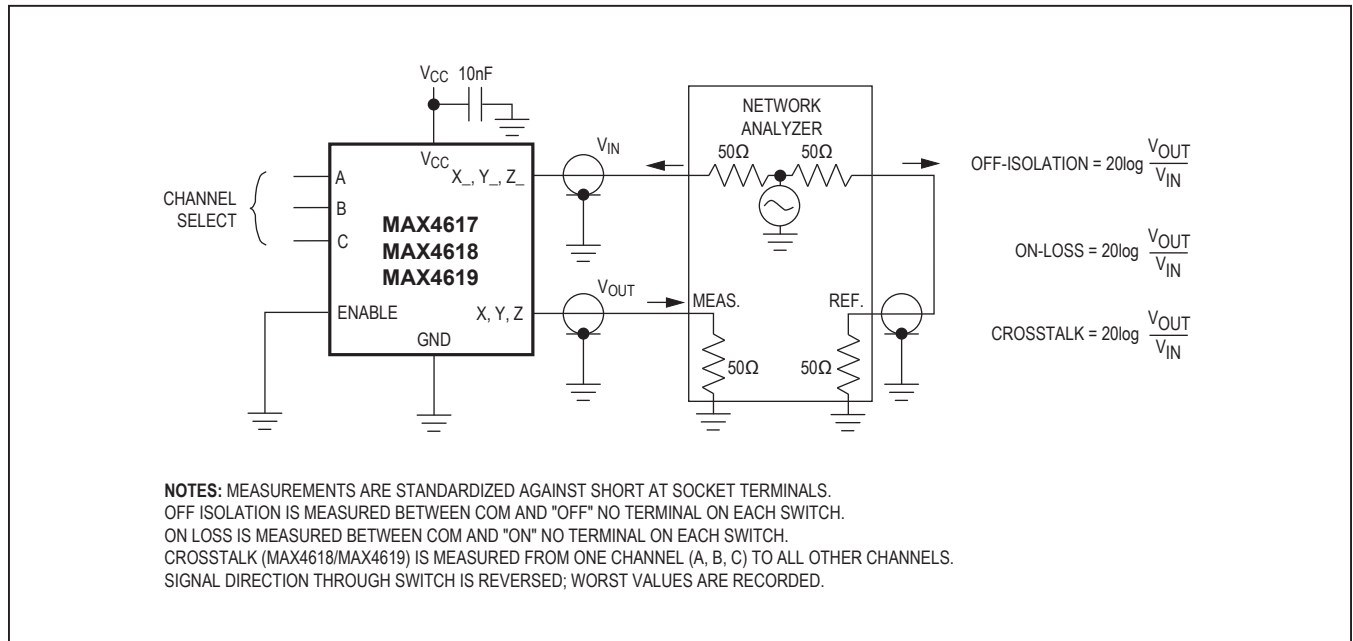 VCC 10nF
NETWORK
ANALYZER
VIN
50Ω 50Ω
OFF-ISOLATION = 20log VOUT
VIN
VCC
X_, Y_, Z_
A
CHANNEL
SELECT
B
C
MAX4617
MAX4618
MAX4619
ON-LOSS = 20log VOUT
VIN
VOUT
MEAS.
REF.
ENABLE
X, Y, Z
GND
CROSSTALK = 20log VOUT
VIN
50Ω 50Ω
NOTES: MEASUREMENTS ARE STANDARDIZED AGAINST SHORT AT SOCKET TERMINALS.
OFF ISOLATION IS MEASURED BETWEEN COM AND "OFF" NO TERMINAL ON EACH SWITCH.
ON LOSS IS MEASURED BETWEEN COM AND "ON" NO TERMINAL ON EACH SWITCH.
CROSSTALK (MAX4618/MAX4619) IS MEASURED FROM ONE CHANNEL (A, B, C) TO ALL OTHER CHANNELS.
SIGNAL DIRECTION THROUGH SWITCH IS REVERSED; WORST VALUES ARE RECORDED.